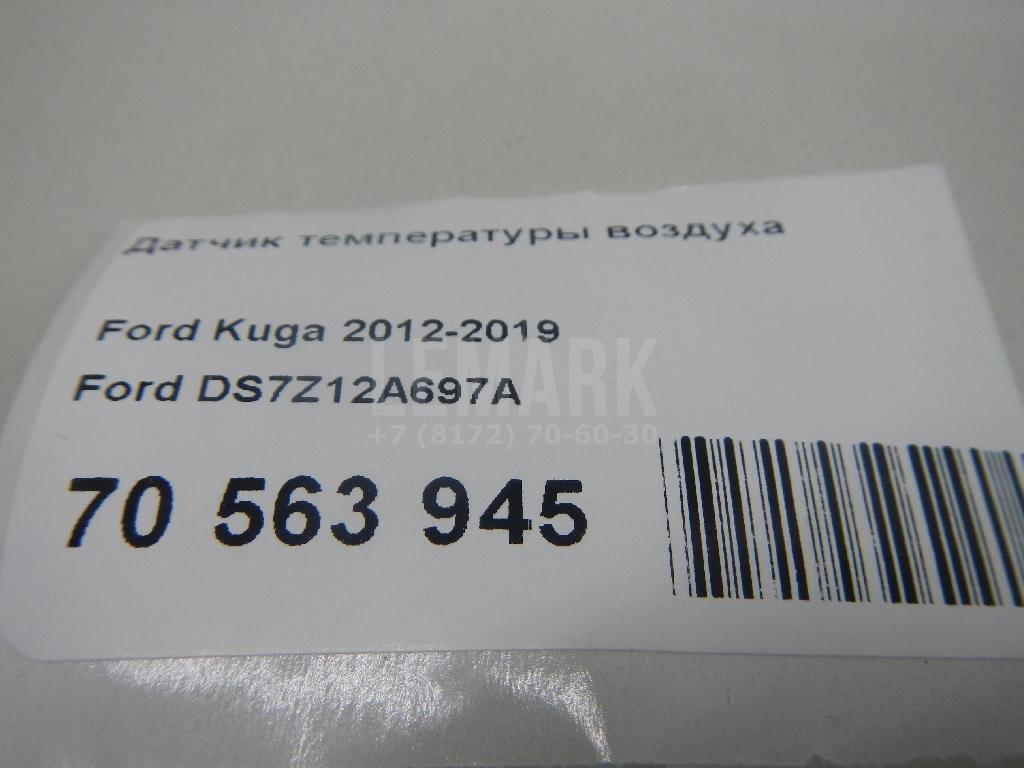 Датчик температуры воздуха
Ford Kuga 2012-2019
Ford DS7Z12A697A
LEMARK
+7 (8172) 70-60-30
70 563 945